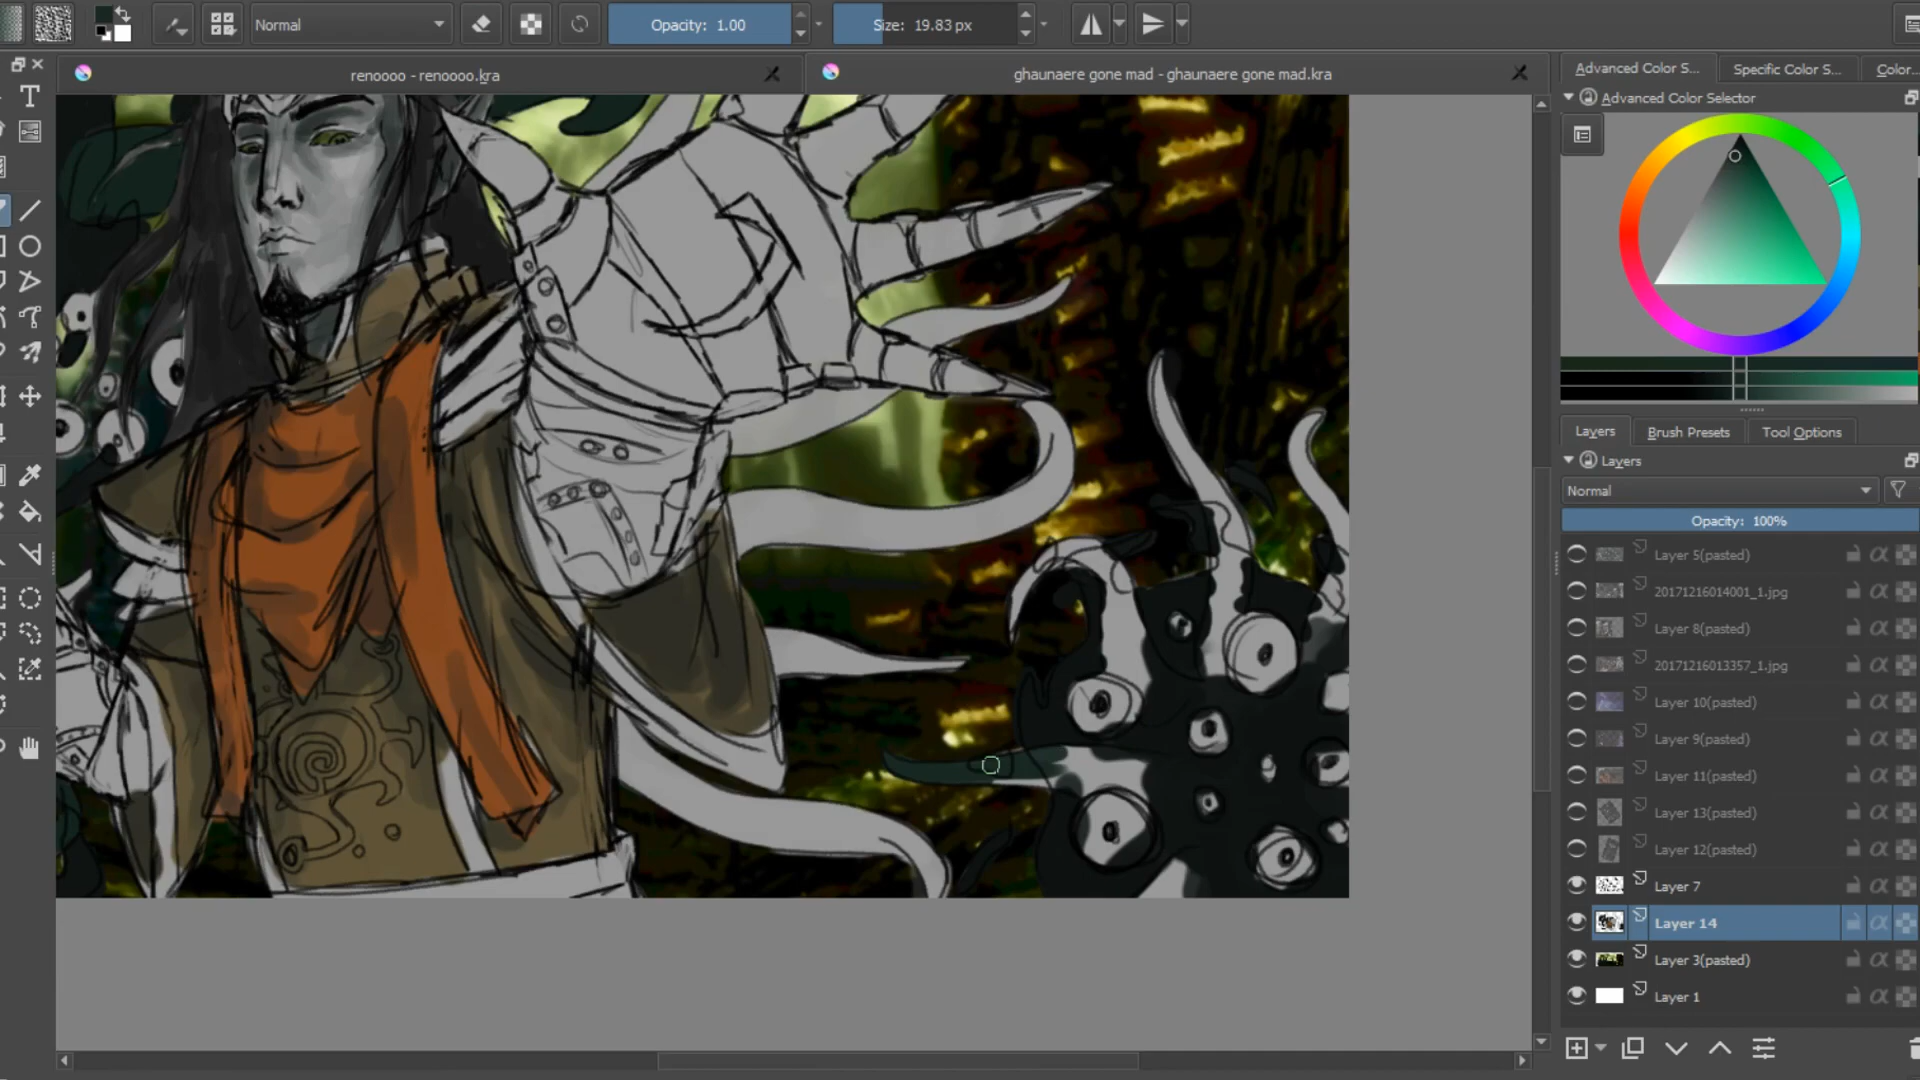 Normal
Opacity: 1.00
Size: 19.83 px
renoooo - renoooo.kra
ghaunaere gone mad - ghaunaere gone mad.kra
Advanced Color S...
Specific Color S...
Color...
Advanced Color Selector
Layers
Brush Presets
Tool Options
Layers
Normal
Opacity: 100%
Layer 5(pasted)
20171216014001_1.jpg
Layer 8(pasted)
20171216013357_1.jpg
Layer 10(pasted)
Layer 9(pasted)
Layer 11(pasted)
Layer 13(pasted)
Layer 12(pasted)
Layer 7
Layer 14
Layer 3(pasted)
Layer 1